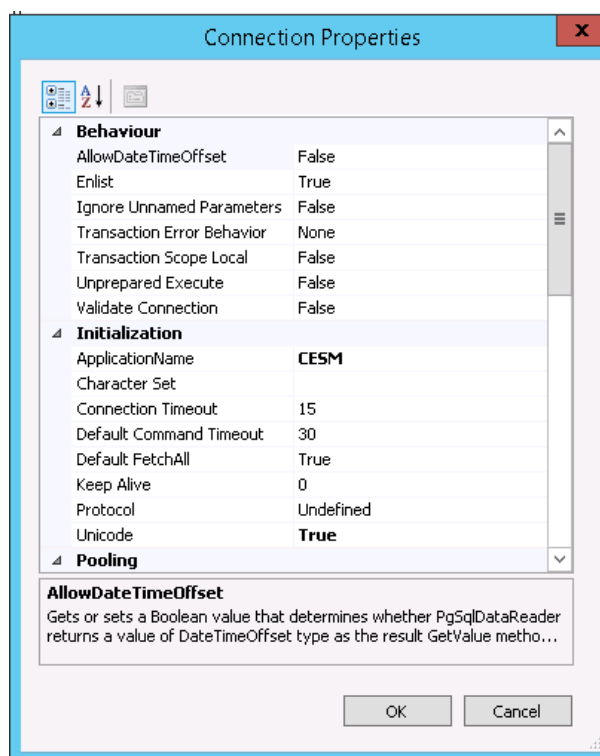 Connection Properties
x
A
Z
Behaviour
AllowDateTimeOffset False
Enlist True
Ignore Unnamed Parameters False
Transaction Error Behavior None
Transaction Scope Local False
Unprepared Execute False
Validate Connection False
Initialization
ApplicationName CESM
Character Set
Connection Timeout 15
Default Command Timeout 30
Default FetchAll True
Keep Alive 0
Protocol Undefined
Unicode True
Pooling
AllowDateTimeOffset
Gets or sets a Boolean value that determines whether PgSqlDataReader
returns a value of DateTimeOffset type as the result GetValue metho...
OK Cancel